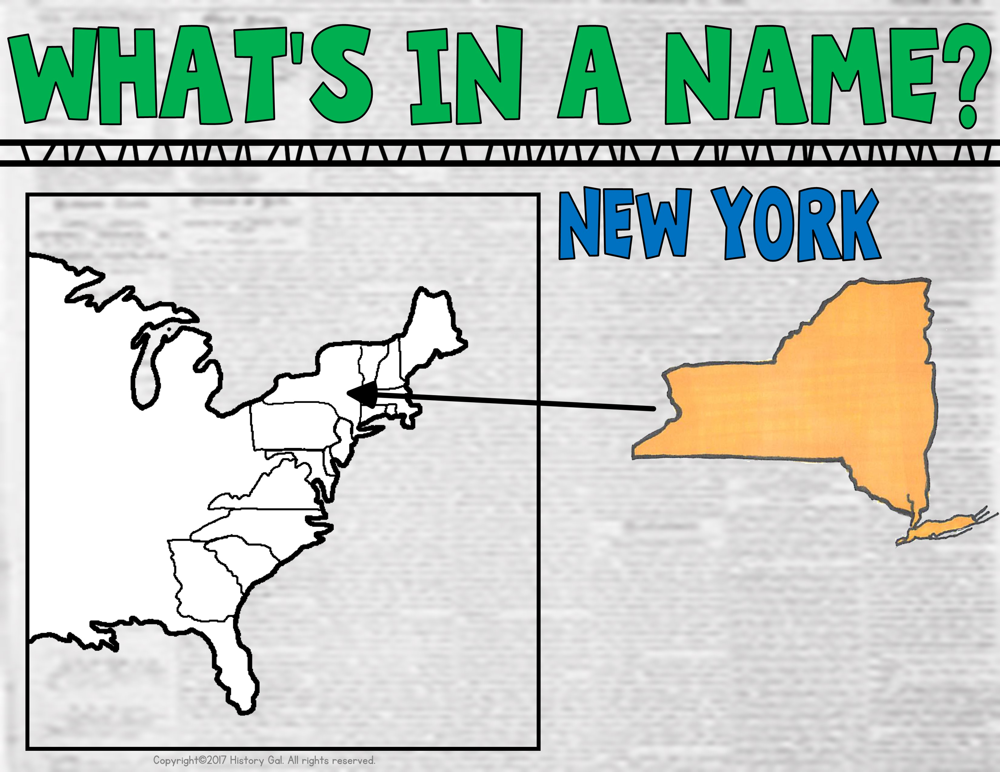 WHAT'S IN A NAME?
NEW YORK
Copyright©2017 History Gal. All rights reserved.